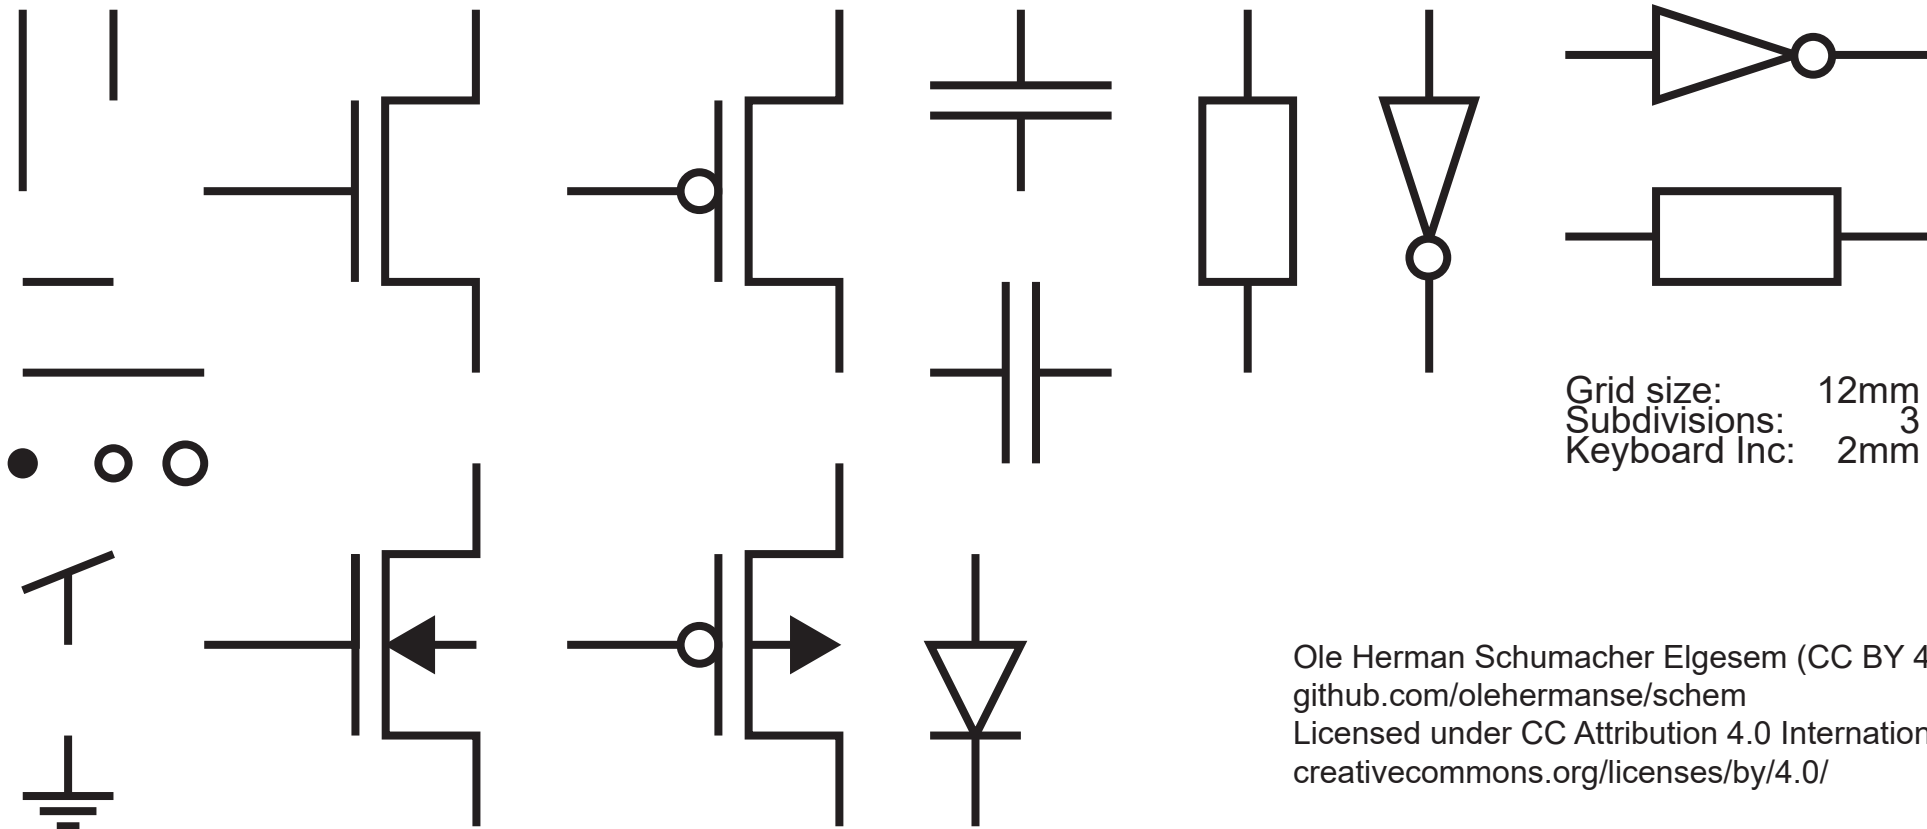 Grid size: 12mm
Subdivisions: 3
Keyboard Inc: 2mm
Ole Herman Schumacher Elgesem (CC BY 4
github.com/olehermanse/schem
Licensed under CC Attribution 4.0 Internation
creativecommons.org/licenses/by/4.0/